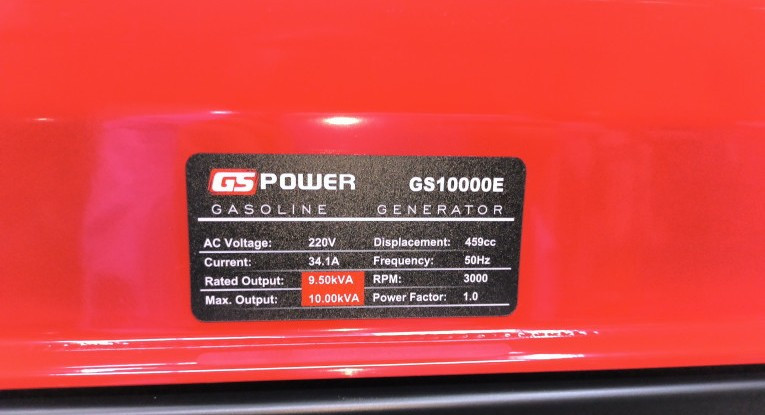 GS POWER GS10000E
GASOLINE GENERATOR
AC Voltage: 220V Displacement: 459cc
Current: 34.1A Frequency: 50Hz
Rated Output: 9.50kVA RPM: 3000
Max. Output: 10.00kVA Power Factor: 1.0